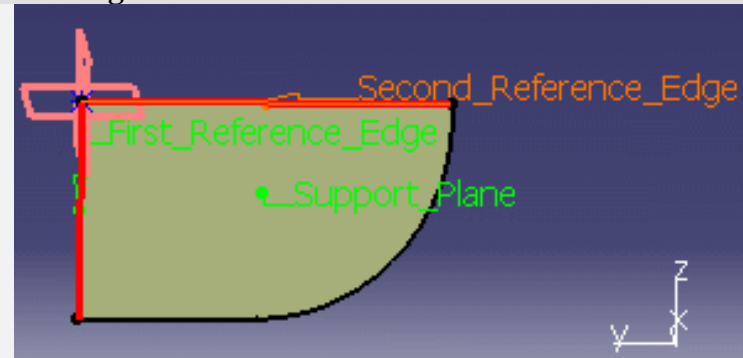 Second_Reference_Edge
First_Reference_Edge
Support_Plane
z
y x